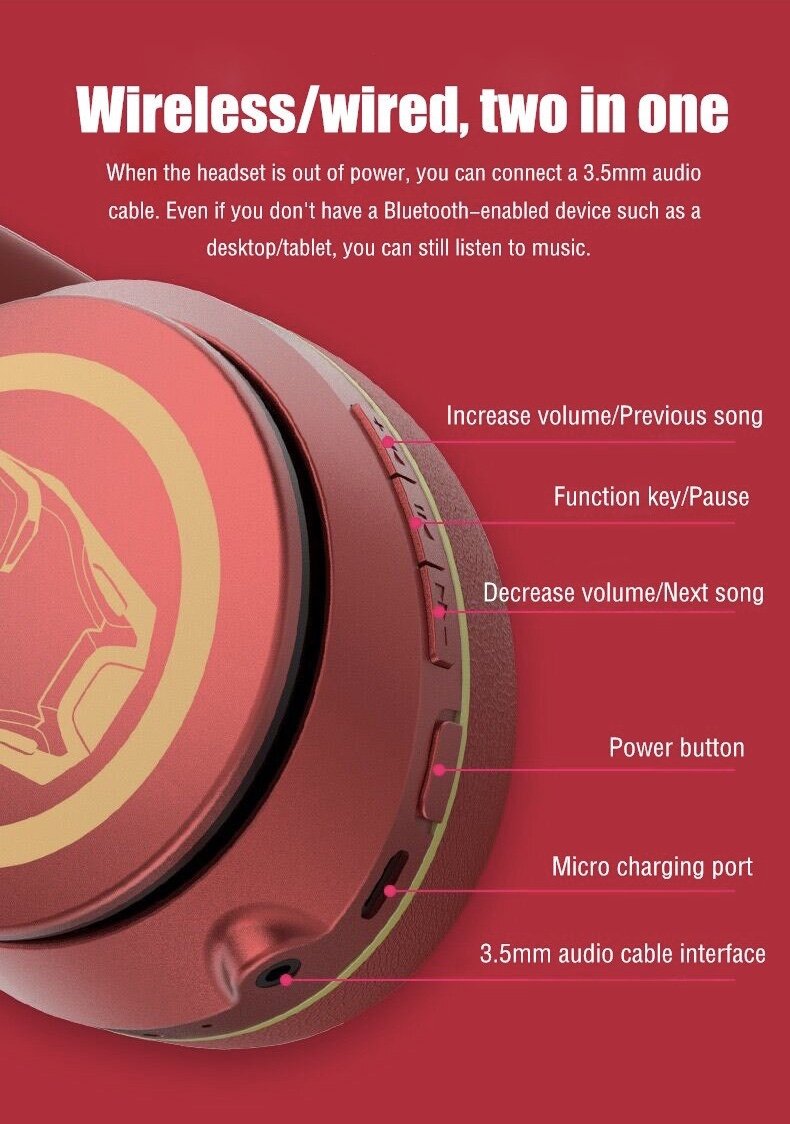 Wireless/wired, two in one
When the headset is out of power, you can connect a 3.5mm audio
cable. Even if you don't have a Bluetooth-enabled device such as a
desktop/tablet, you can still listen to music.
Increase volume/Previous song
Function key/Pause
Decrease volume/Next song
Power button
Micro charging port
3.5mm audio cable interface